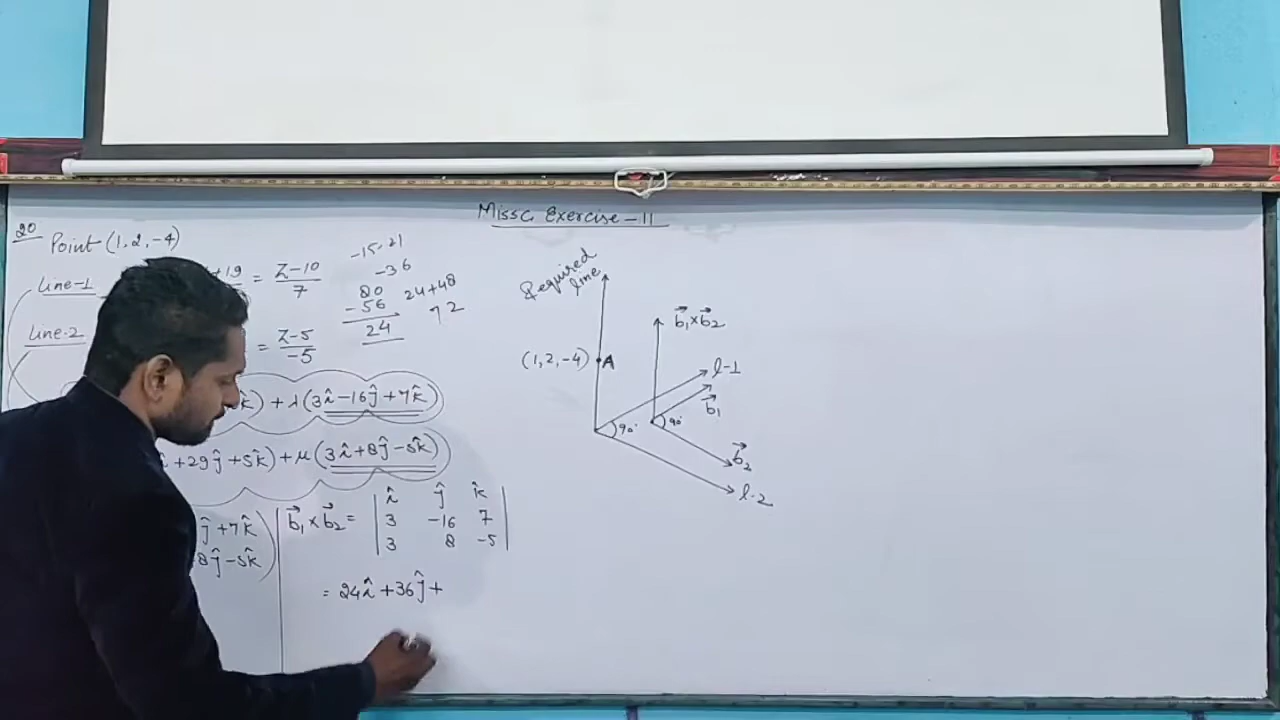 Missc Exercise-11
20 Point (1, 2, -4)
Line-1 +19 = Z-10/7
Line-2 = Z-5/-5
-15-21
-36
80
-56
24
24+48
72
k̂) + λ(3î-16ĵ+7k̂)
+29ĵ+5k̂) + μ(3î+8ĵ-5k̂)
ĵ+7k̂
8ĵ-5k̂
b⃗₁×b⃗₂ = | î ĵ k̂ |
3 -16 7
3 8 -5
= 24î +36ĵ+
Required line
(1, 2, -4) A
b⃗₁×b⃗₂
l-1
b⃗₁
90°
90°
b⃗₂
l-2